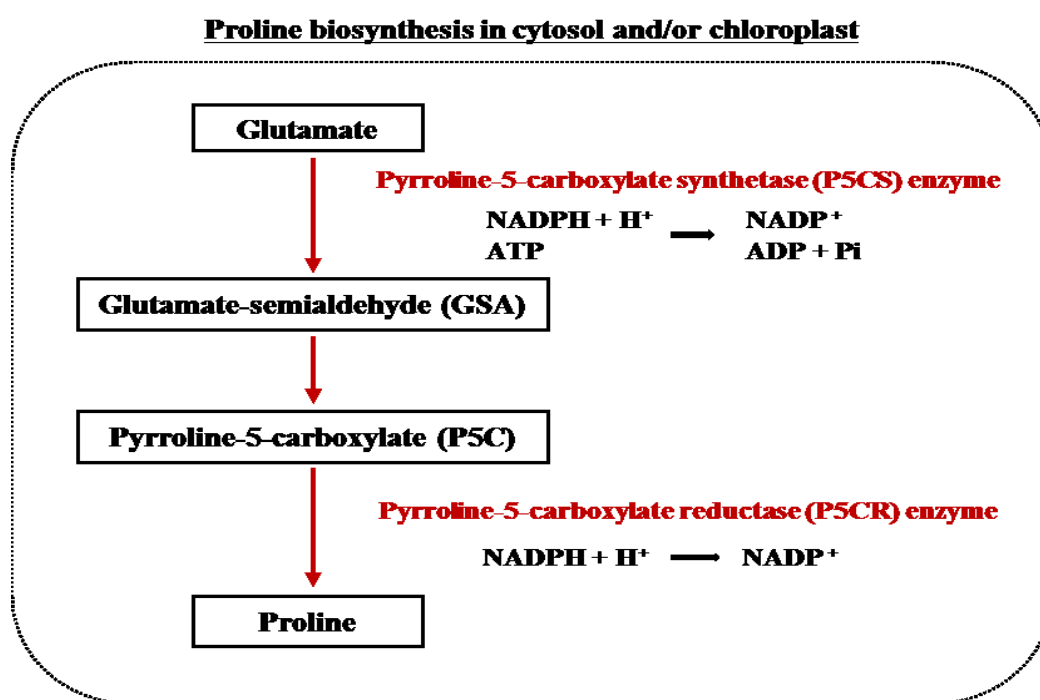 Proline biosynthesis in cytosol and/or chloroplast
Glutamate
Pyrroline-5-carboxylate synthetase (P5CS) enzyme
NADPH + H⁺ NADP⁺
ATP ADP + Pi
Glutamate-semialdehyde (GSA)
Pyrroline-5-carboxylate (P5C)
Pyrroline-5-carboxylate reductase (P5CR) enzyme
NADPH + H⁺ NADP⁺
Proline